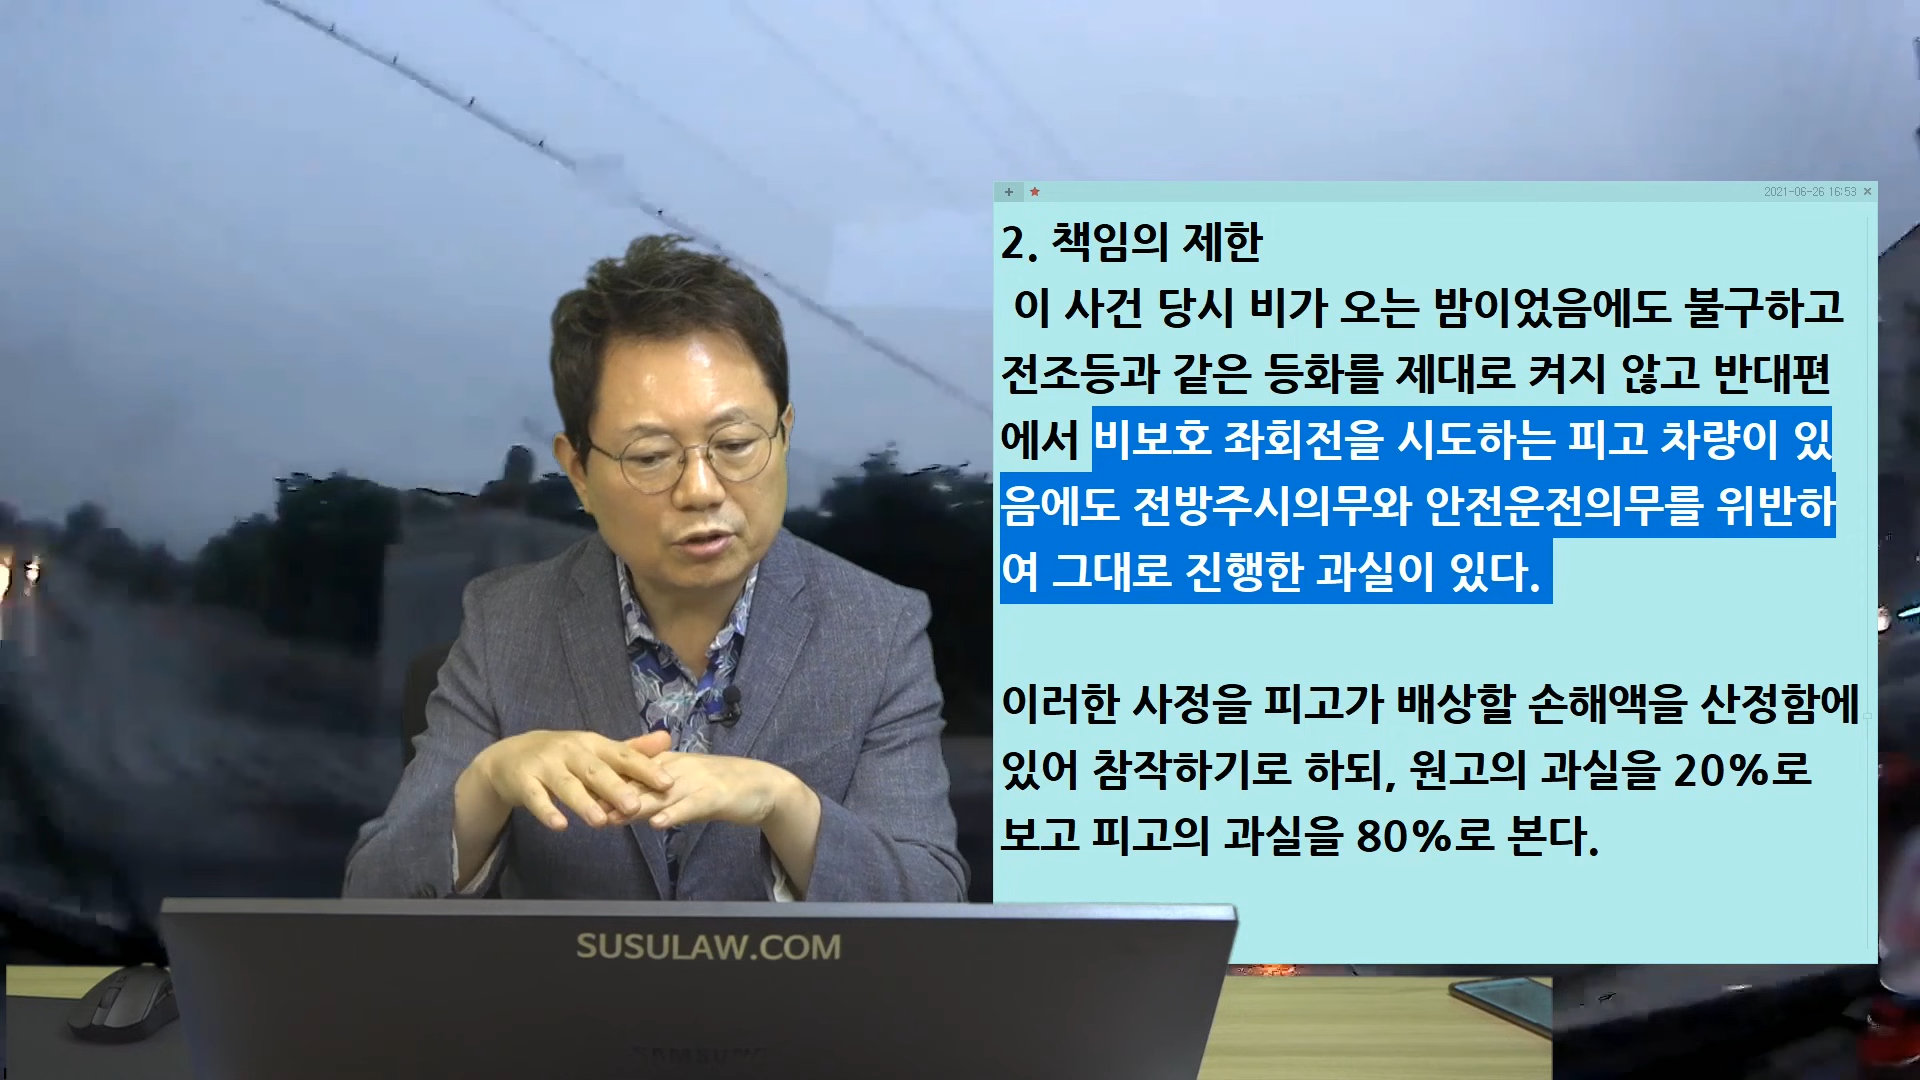 2021-06-26 16:53
2. 책임의 제한
이 사건 당시 비가 오는 밤이었음에도 불구하고
전조등과 같은 등화를 제대로 켜지 않고 반대편
에서 비보호 좌회전을 시도하는 피고 차량이 있
음에도 전방주시의무와 안전운전의무를 위반하
여 그대로 진행한 과실이 있다.
이러한 사정을 피고가 배상할 손해액을 산정함에
있어 참작하기로 하되, 원고의 과실을 20%로
보고 피고의 과실을 80%로 본다.
SUSULAW.COM
SAMSUNG